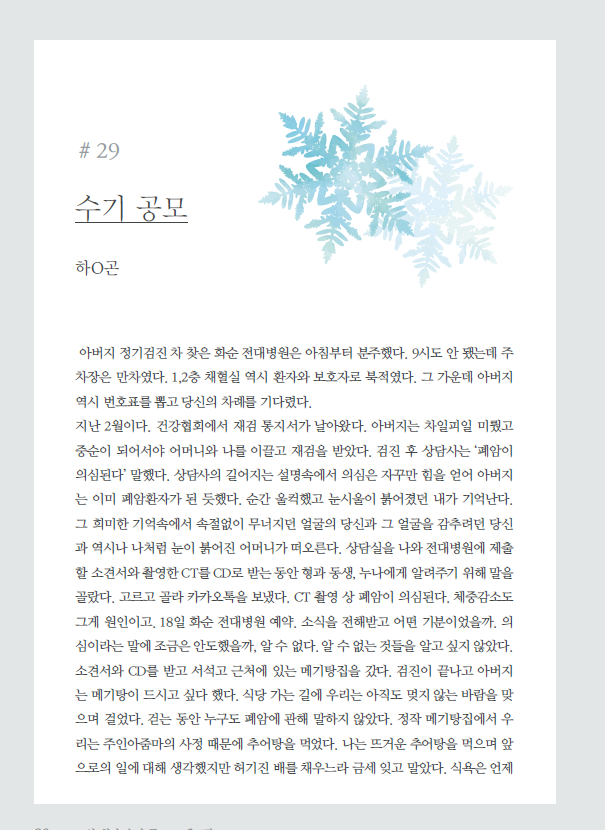 # 29
수기 공모
하O곤
아버지 정기검진 차 찾은 화순 전대병원은 아침부터 분주했다. 9시도 안 됐는데 주
차장은 만차였다. 1,2층 채혈실 역시 환자와 보호자로 북적였다. 그 가운데 아버지
역시 번호표를 뽑고 당신의 차례를 기다렸다.
지난 2월이다. 건강협회에서 재검 통지서가 날아왔다. 아버지는 차일피일 미뤘고
중순이 되어서야 어머니와 나를 이끌고 재검을 받았다. 검진 후 상담사는 ‘폐암이
의심된다’ 말했다. 상담사의 길어지는 설명속에서 의심은 자꾸만 힘을 얻어 아버지
는 이미 폐암환자가 된 듯했다. 순간 울컥했고 눈시울이 붉어졌던 내가 기억난다.
그 희미한 기억속에서 속절없이 무너지던 얼굴의 당신과 그 얼굴을 감추려던 당신
과 역시나 나처럼 눈이 붉어진 어머니가 떠오른다. 상담실을 나와 전대병원에 제출
할 소견서와 촬영한 CT를 CD로 받는 동안 형과 동생, 누나에게 알려주기 위해 말을
골랐다. 고르고 골라 카카오톡을 보냈다. CT 촬영 상 폐암이 의심된다. 체중감소도
그게 원인이고. 18일 화순 전대병원 예약. 소식을 전해받고 어떤 기분이었을까. 의
심이라는 말에 조금은 안도했을까. 알 수 없다. 알 수 없는 것들을 알고 싶지 않았다.
소견서와 CD를 받고 서석고 근처에 있는 메기탕집을 갔다. 검진이 끝나고 아버지
는 메기탕이 드시고 싶다 했다. 식당 가는 길에 우리는 아직도 멎지 않는 바람을 맞
으며 걸었다. 걷는 동안 누구도 폐암에 관해 말하지 않았다. 정작 메기탕집에서 우
리는 주인아줌마의 사정 때문에 추어탕을 먹었다. 나는 뜨거운 추어탕을 먹으며 앞
으로의 일에 대해 생각했지만 허기진 배를 채우느라 금세 잊고 말았다. 식욕은 언제